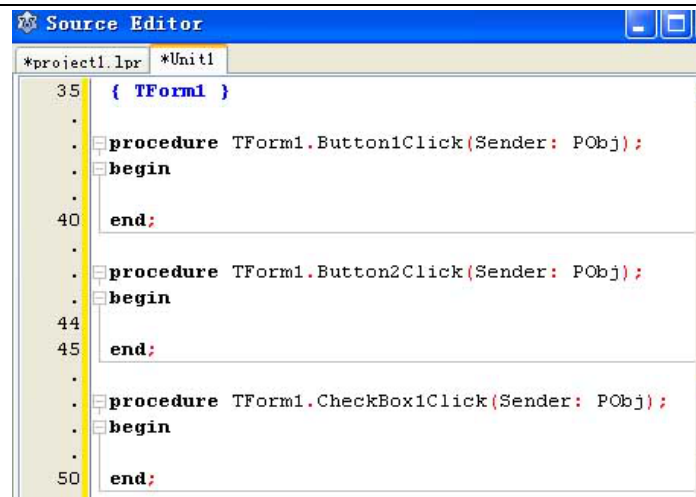 Source Editor
*project1.lpr *Unit1
35 { TForm1 }
.
. procedure TForm1.Button1Click(Sender: PObj);
. begin
.
40 end;
.
. procedure TForm1.Button2Click(Sender: PObj);
. begin
44
45 end;
.
. procedure TForm1.CheckBox1Click(Sender: PObj);
. begin
.
50 end;